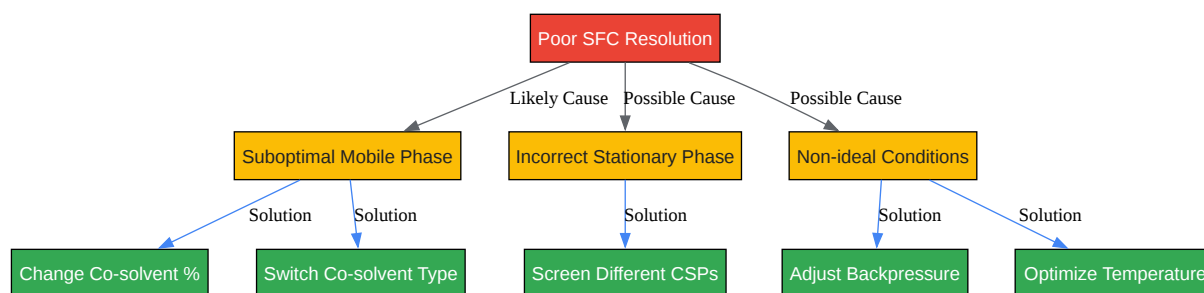 Poor SFC Resolution
Likely Cause
Possible Cause
Possible Cause
Suboptimal Mobile Phase
Incorrect Stationary Phase
Non-ideal Conditions
Solution
Solution
Solution
Solution
Solution
Change Co-solvent %
Switch Co-solvent Type
Screen Different CSPs
Adjust Backpressure
Optimize Temperature